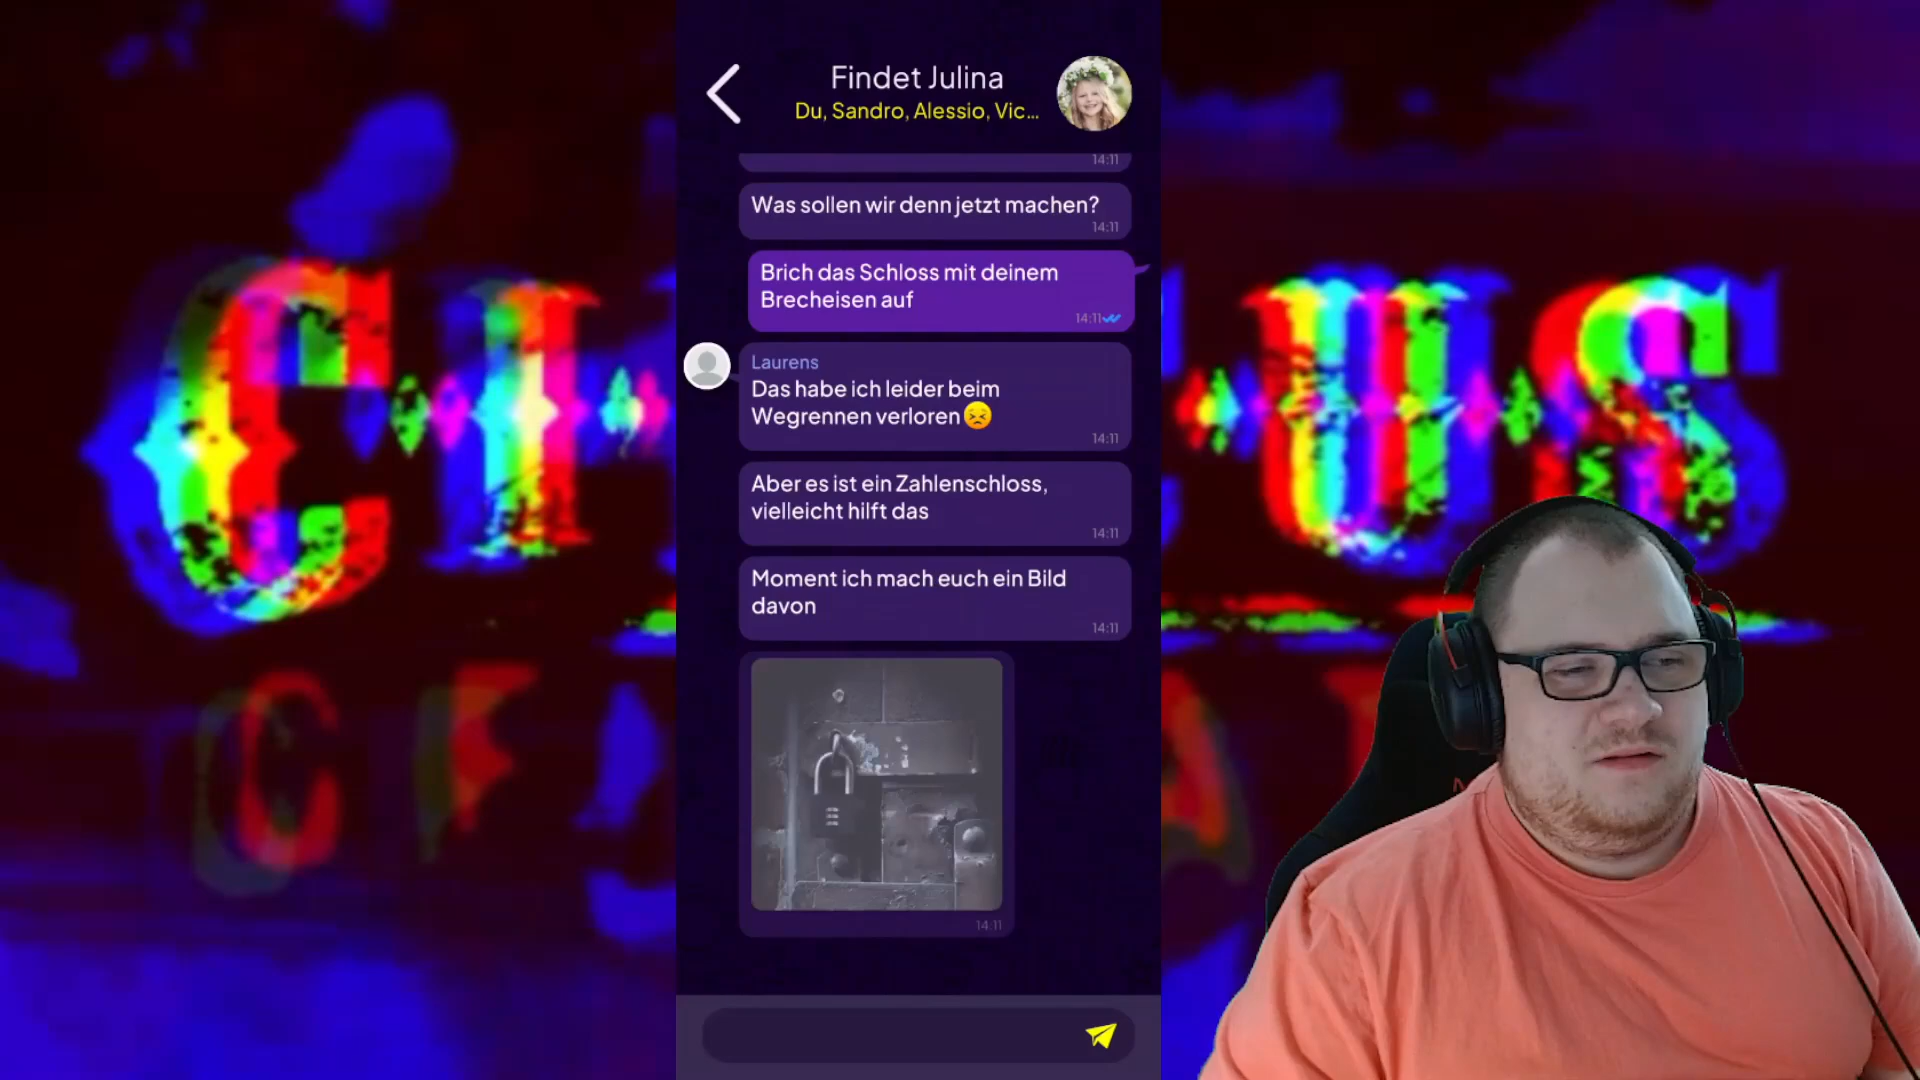 Findet Julina
Du, Sandro, Alessio, Vic...
14:11
Was sollen wir denn jetzt machen?
14:11
Brich das Schloss mit deinem
Brecheisen auf
14:11
Laurens
Das habe ich leider beim
Wegrennen verloren😣
14:11
Aber es ist ein Zahlenschloss,
vielleicht hilft das
14:11
Moment ich mach euch ein Bild
davon
14:11
14:11